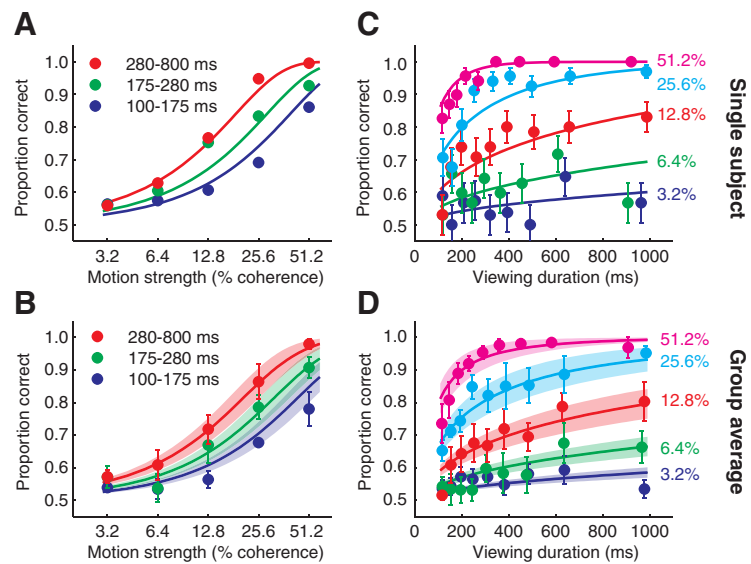 A
280-800 ms
175-280 ms
100-175 ms
Proportion correct
1.0
0.9
0.8
0.7
0.6
0.5
3.2 6.4 12.8 25.6 51.2
Motion strength (% coherence)
C
Proportion correct
1.0
0.9
0.8
0.7
0.6
0.5
51.2%
25.6%
12.8%
6.4%
3.2%
0 200 400 600 800 1000
Viewing duration (ms)
Single subject
B
280-800 ms
175-280 ms
100-175 ms
Proportion correct
1.0
0.9
0.8
0.7
0.6
0.5
3.2 6.4 12.8 25.6 51.2
Motion strength (% coherence)
D
Proportion correct
1.0
0.9
0.8
0.7
0.6
0.5
51.2%
25.6%
12.8%
6.4%
3.2%
0 200 400 600 800 1000
Viewing duration (ms)
Group average